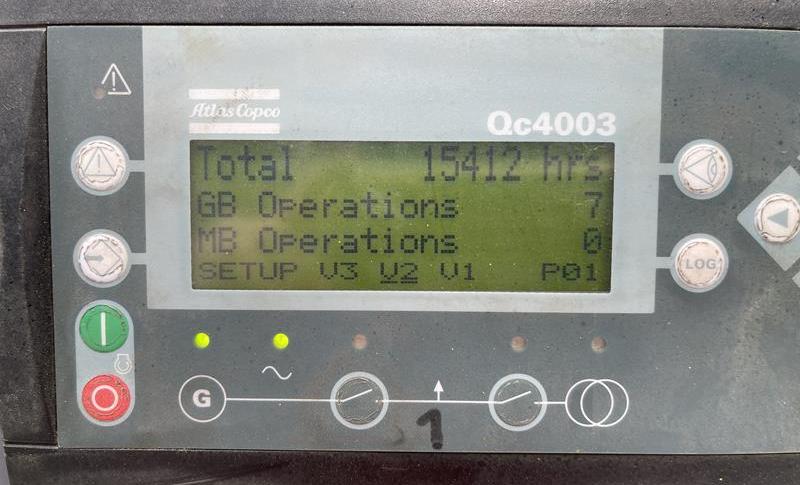 Atlas Copco
Qc4003
Total 15412 hrs
GB Operations 7
MB Operations 0
SETUP V3 V2 V1 P01
LOG
G
1